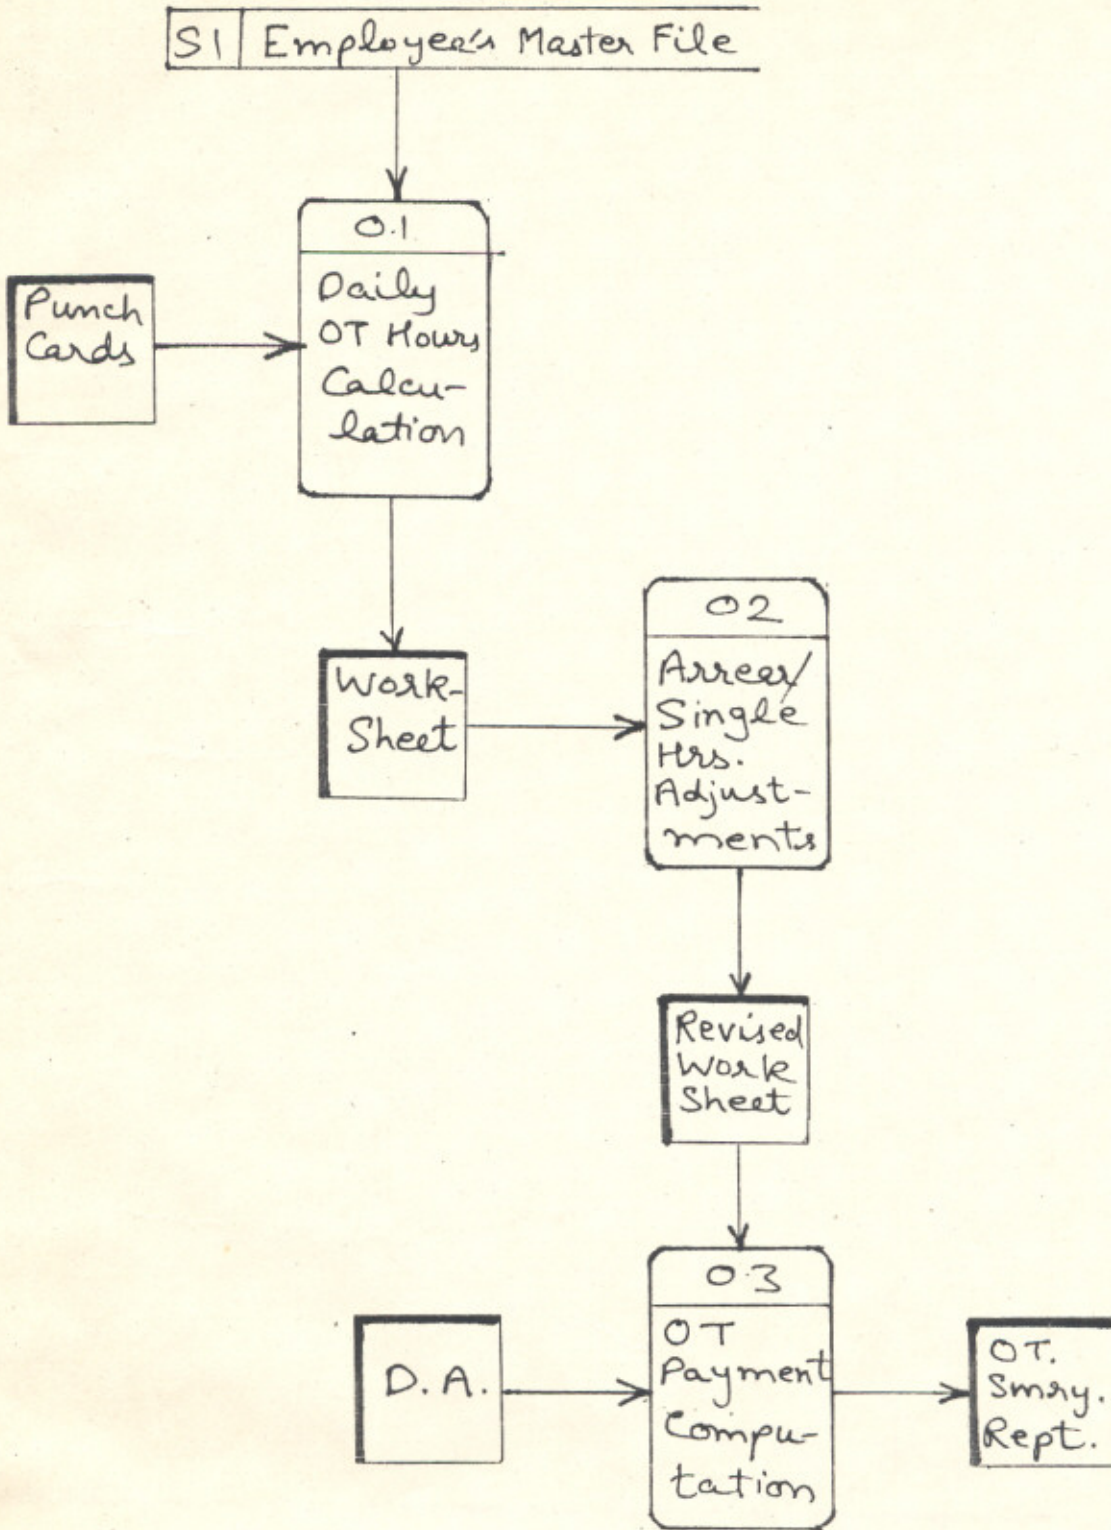 S1 Employee's Master File
0.1
Daily
OT Hours
Calcu-
lation
Punch
Cards
Work-
Sheet
02
Arrear/
Single
Hrs.
Adjust-
ments
Revised
Work
Sheet
0.3
OT
Payment
Compu-
tation
D.A.
OT.
Smry.
Rept.